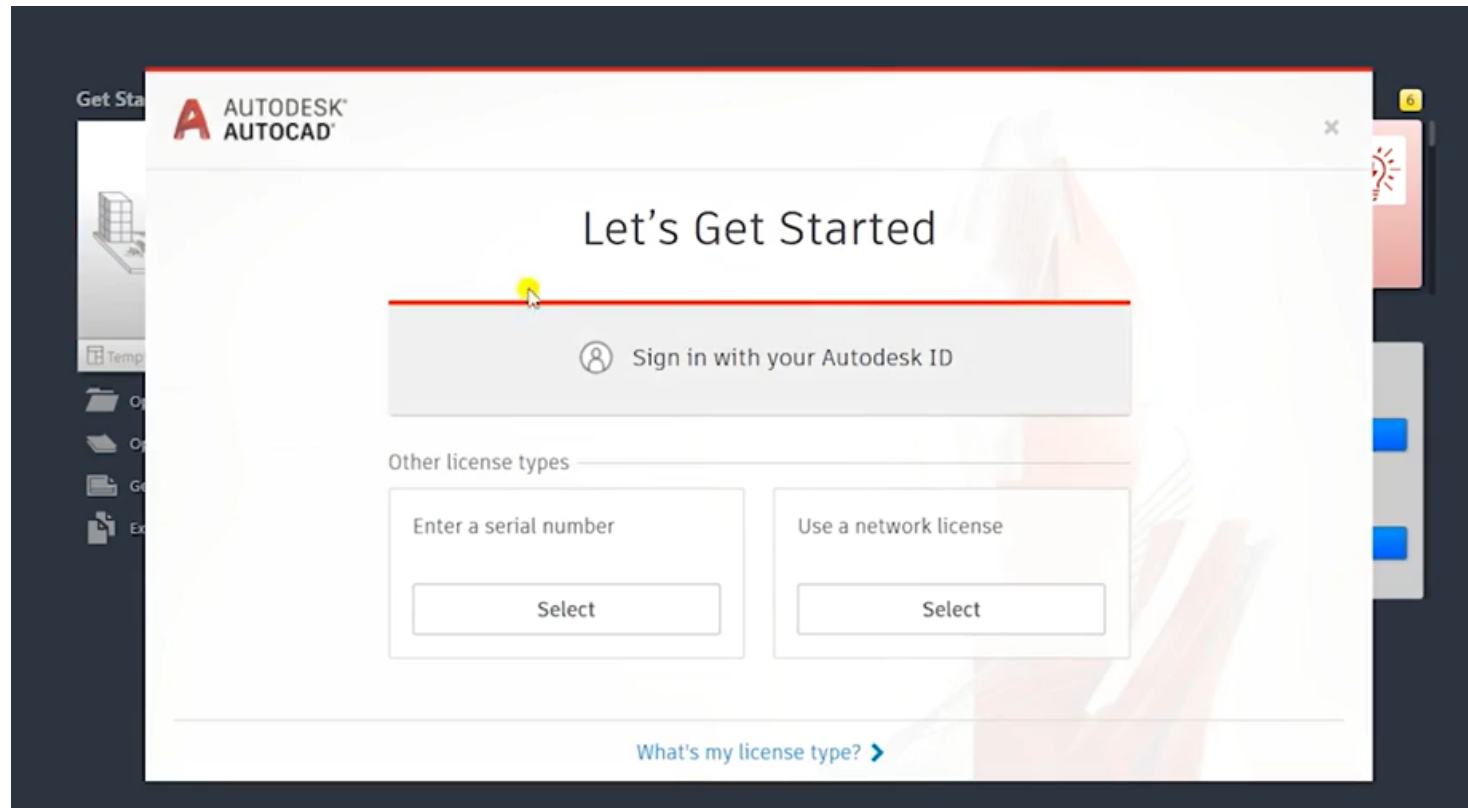 Get Sta
AUTODESK®
AUTOCAD®
6
Let's Get Started
Sign in with your Autodesk ID
Temp
Other license types
Enter a serial number
Use a network license
Select
Select
What's my license type?